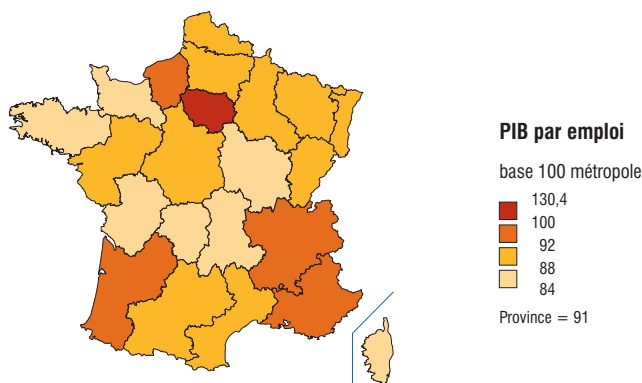 PIB par emploi
base 100 métropole
130,4
100
92
88
84
Province = 91